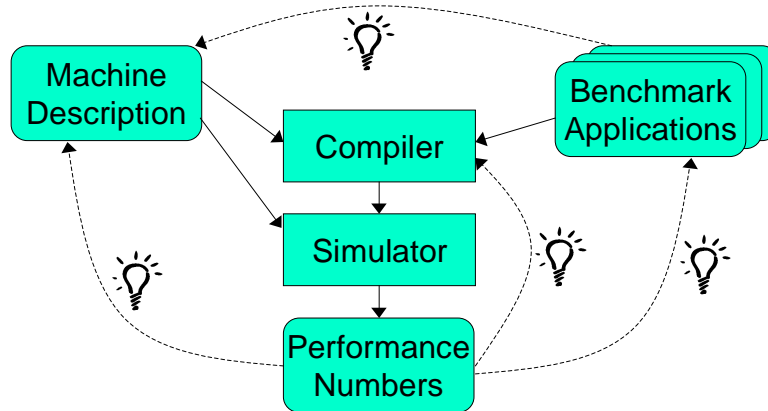 Machine
Description
Benchmark
Applications
Compiler
Simulator
Performance
Numbers